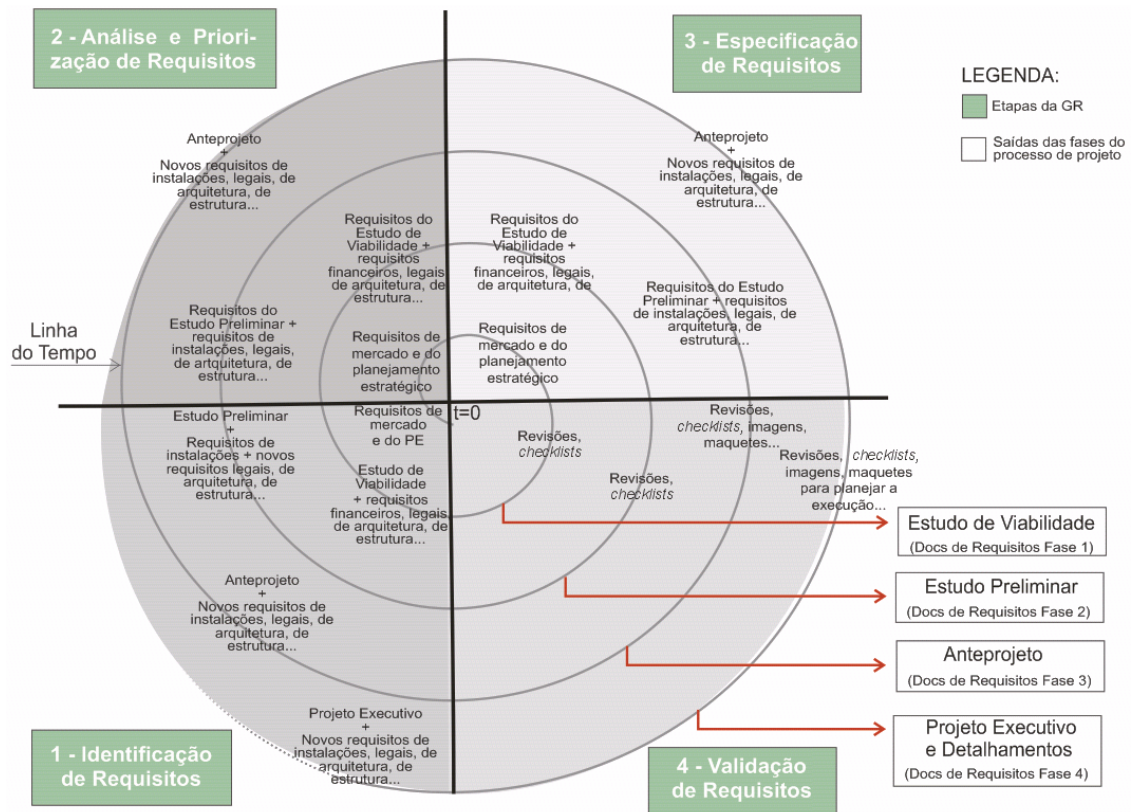 2 - Análise e Priori-
zação de Requisitos
3 - Especificação
de Requisitos
LEGENDA:
Etapas da GR
Saídas das fases do
processo de projeto
Anteprojeto
+
Novos requisitos de
instalações, legais, de
arquitetura, de
estrutura...
Anteprojeto
+
Novos requisitos de
instalações, legais, de
arquitetura, de
estrutura...
Requisitos do
Estudo de
Viabilidade +
requisitos
financeiros, legais,
de arquitetura, de
estrutura...
Requisitos do
Estudo de
Viabilidade +
requisitos
financeiros, legais,
de arquitetura, de
Requisitos do Estudo
Preliminar + requisitos
de instalações, legais,
de arquitetura, de
estrutura...
Requisitos do
Estudo Preliminar +
requisitos de
instalações, legais,
de artquitetura, de
estrutura...
Linha
do Tempo
Requisitos de
mercado e do
planejamento
estratégico
Requisitos de
mercado e do
planejamento
estratégico
t=0
Estudo Preliminar
+
Requisitos de
instalações + novos
requisitos legais, de
arquitetura, de
estrutura...
Requisitos de
mercado
e do PE
Estudo de
Viabilidade
+ requisitos
financeiros, legais,
de arquitetura, de
estrutura...
Revisões,
checklists
Revisões,
checklists
Revisões,
checklists, imagens,
maquetes...
Revisões, checklists,
imagens, maquetes
para planejar a
execução...
Anteprojeto
+
Novos requisitos de
instalações, legais, de
arquitetura, de
estrutura...
Projeto Executivo
+
Novos requisitos de
instalações, legais, de
arquitetura, de
estrutura...
Estudo de Viabilidade
(Docs de Requisitos Fase 1)
Estudo Preliminar
(Docs de Requisitos Fase 2)
Anteprojeto
(Docs de Requisitos Fase 3)
Projeto Executivo
e Detalhamentos
(Docs de Requisitos Fase 4)
1 - Identificação
de Requisitos
4 - Validação
de Requisitos